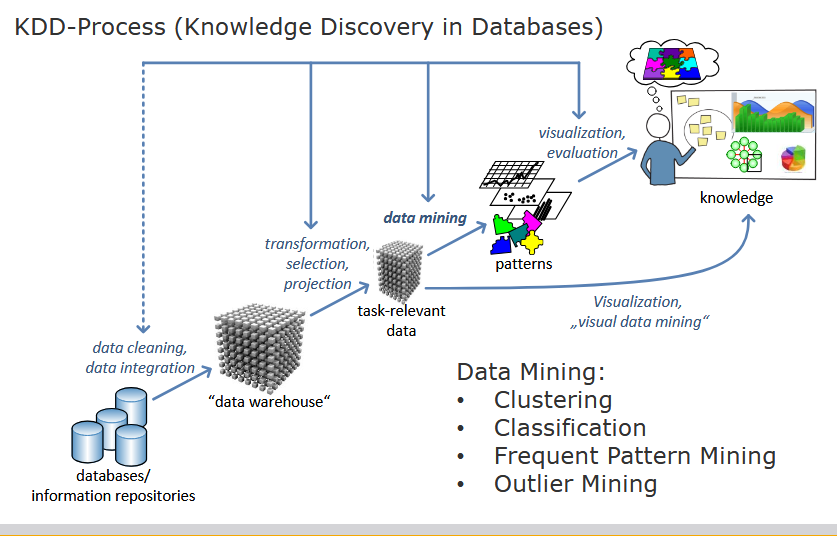 KDD-Process (Knowledge Discovery in Databases)
visualization,
evaluation
knowledge
data mining
patterns
transformation,
selection,
projection
task-relevant
data
Visualization,
„visual data mining“
data cleaning,
data integration
“data warehouse“
databases/
information repositories
Data Mining:
• Clustering
• Classification
• Frequent Pattern Mining
• Outlier Mining